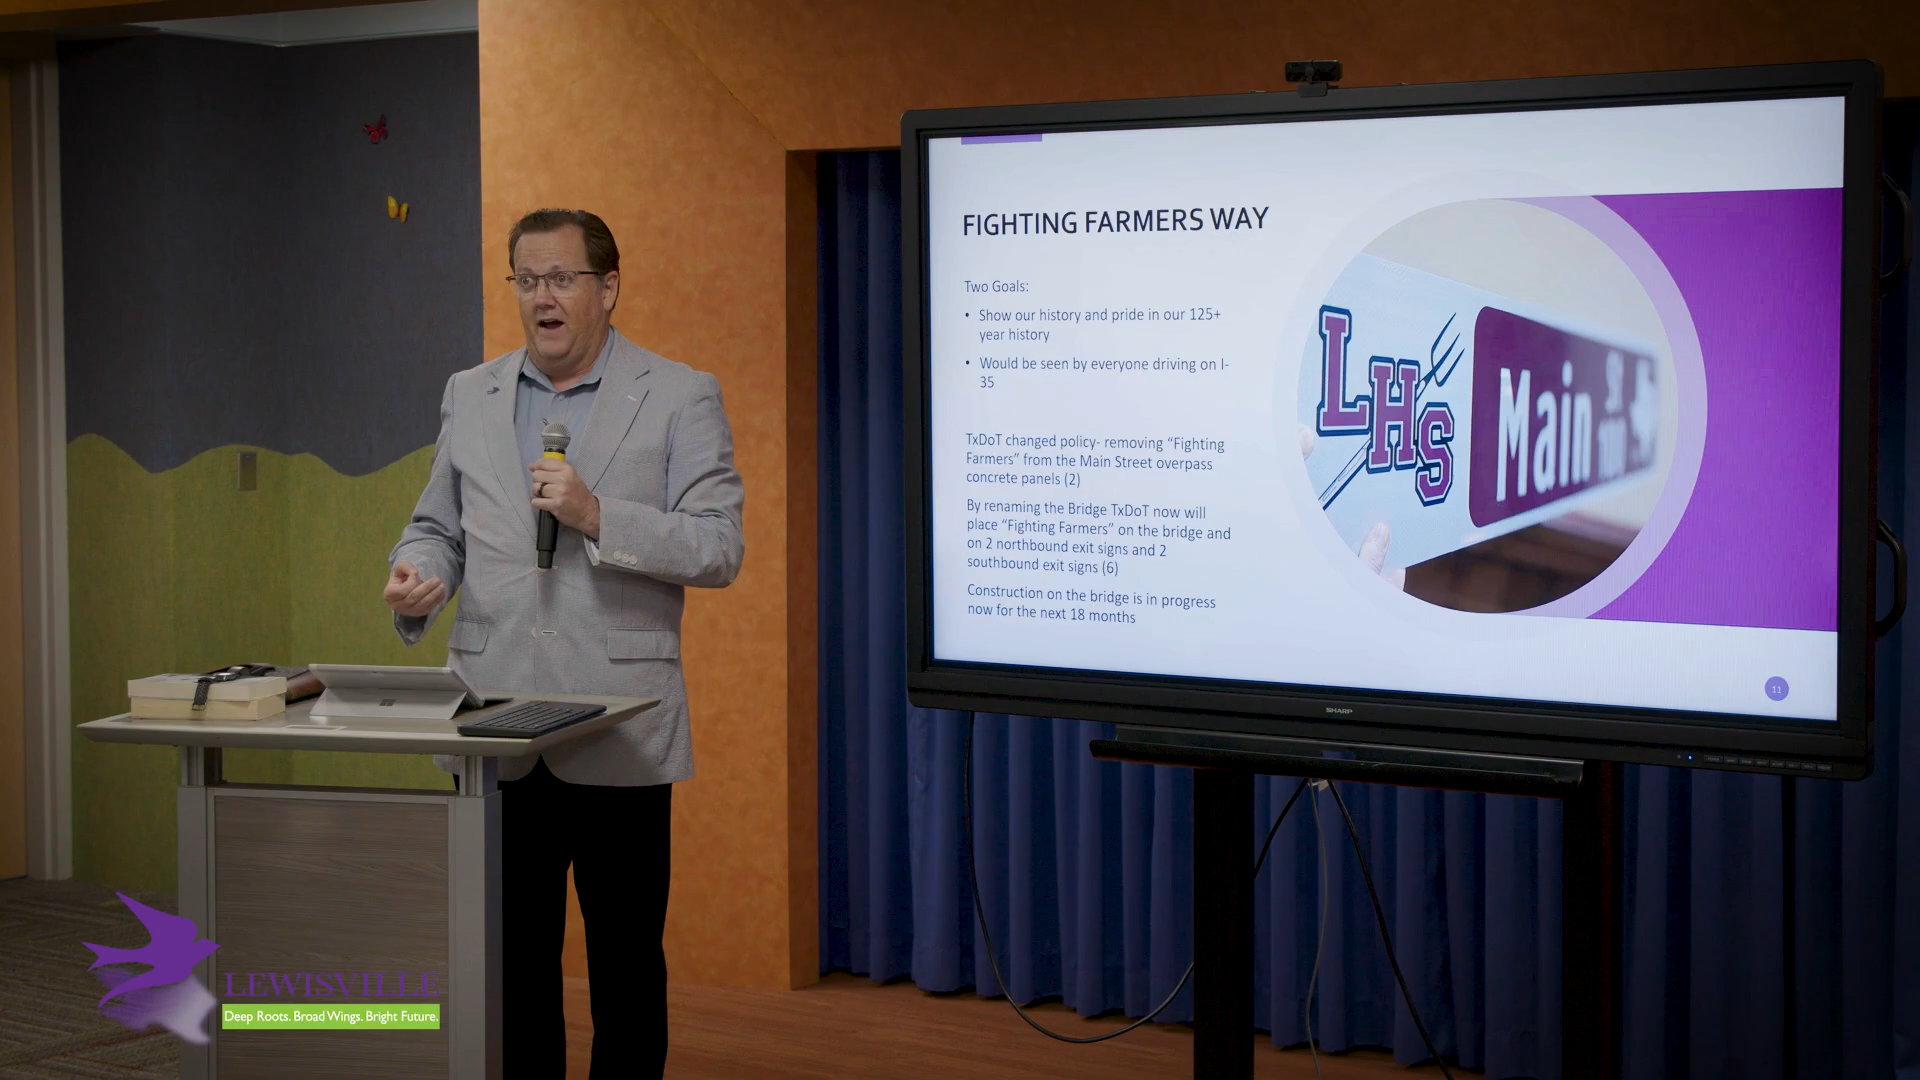 FIGHTING FARMERS WAY
Two Goals:
• Show our history and pride in our 125+
year history
• Would be seen by everyone driving on I-
35
TxDoT changed policy- removing “Fighting
Farmers” from the Main Street overpass
concrete panels (2)
By renaming the Bridge TxDoT now will
place “Fighting Farmers” on the bridge and
on 2 northbound exit signs and 2
southbound exit signs (6)
Construction on the bridge is in progress
now for the next 18 months
LHS
Main
11
SHARP
LEWISVILLE
Deep Roots. Broad Wings. Bright Future.